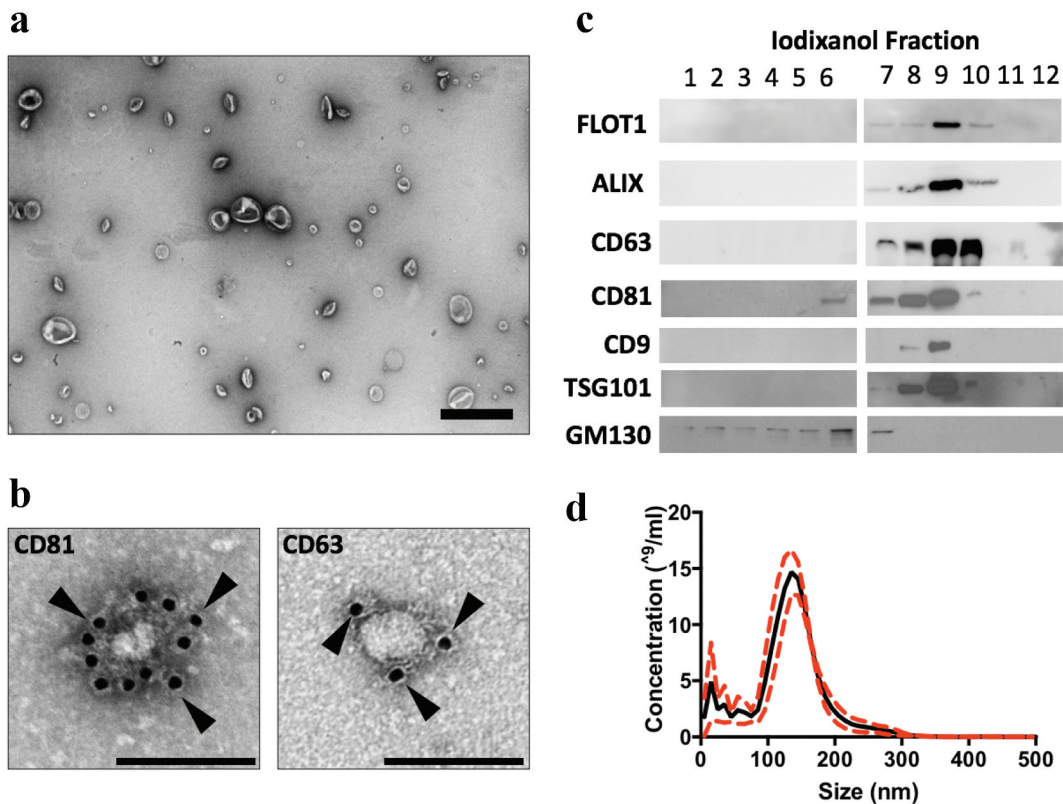 a
c
Iodixanol Fraction
1 2 3 4 5 6 7 8 9 10 11 12
FLOT1
ALIX
CD63
CD81
CD9
TSG101
GM130
b
CD81
CD63
d
Concentration (^9/ml)
20
15
10
5
0
0 100 200 300 400 500
Size (nm)